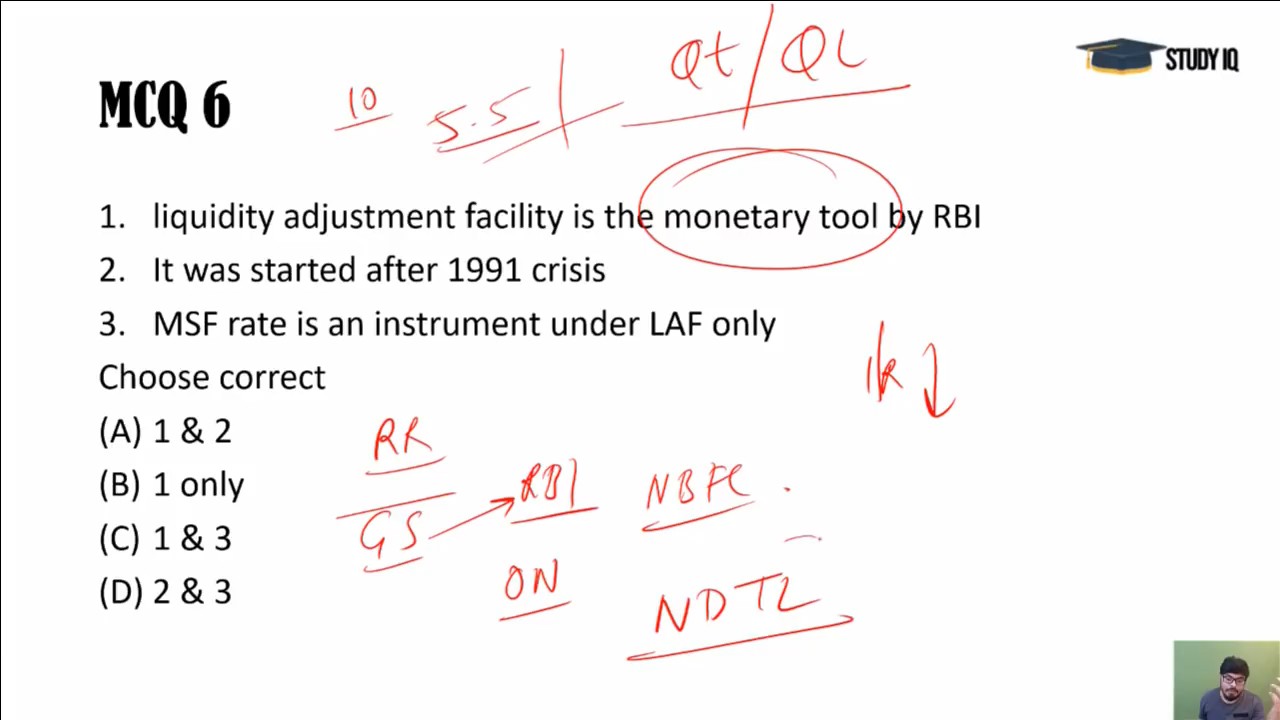 Qt/QL
STUDY IQ
MCQ 6
10
5.5
1. liquidity adjustment facility is the monetary tool by RBI
2. It was started after 1991 crisis
3. MSF rate is an instrument under LAF only
Choose correct
(A) 1 & 2
RR
(B) 1 only
RBI
NBFC
GS
(C) 1 & 3
ON
(D) 2 & 3
NDTL